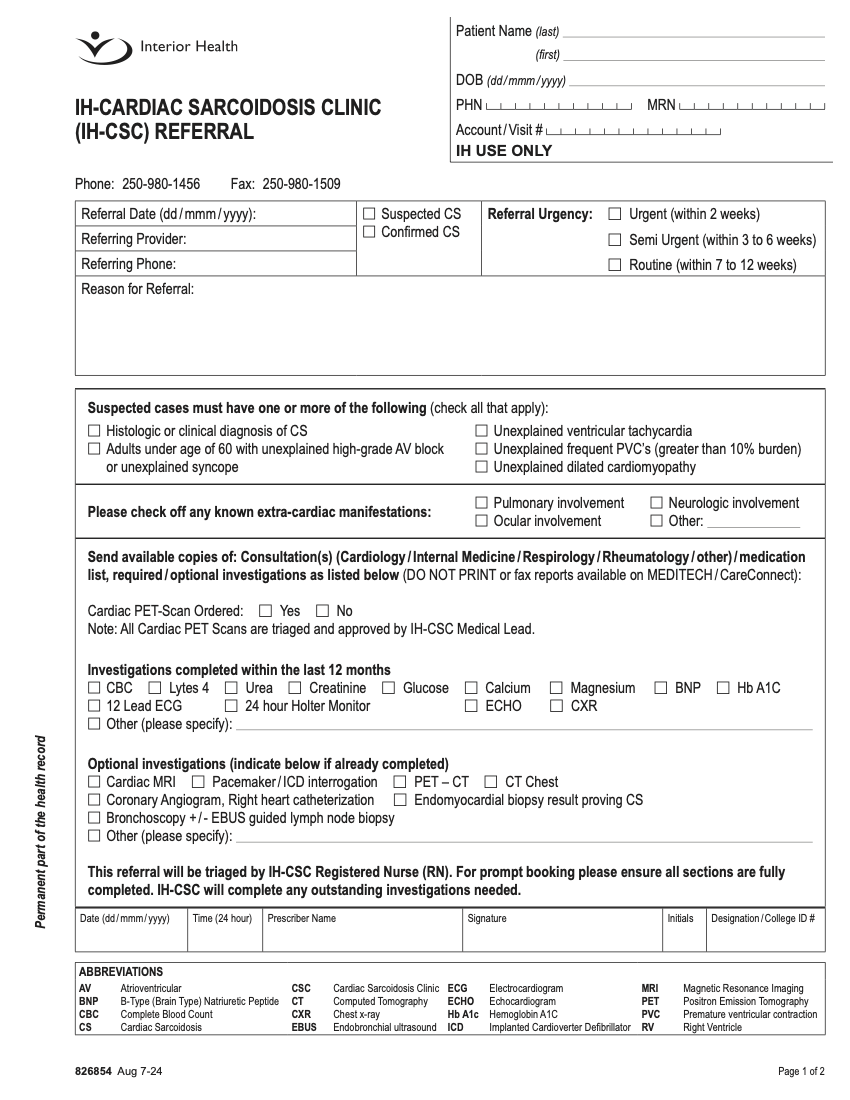 Interior Health
IH-CARDIAC SARCOIDOSIS CLINIC
(IH-CSC) REFERRAL
Patient Name (last)
(first)
DOB (dd / mmm / yyyy)
PHN MRN
Account / Visit #
IH USE ONLY
Phone: 250-980-1456 Fax: 250-980-1509
Referral Date (dd / mmm / yyyy):
Referring Provider:
Referring Phone:
☐ Suspected CS
☐ Confirmed CS
Referral Urgency: ☐ Urgent (within 2 weeks)
☐ Semi Urgent (within 3 to 6 weeks)
☐ Routine (within 7 to 12 weeks)
Reason for Referral:
Suspected cases must have one or more of the following (check all that apply):
☐ Histologic or clinical diagnosis of CS
☐ Adults under age of 60 with unexplained high-grade AV block
or unexplained syncope
☐ Unexplained ventricular tachycardia
☐ Unexplained frequent PVC's (greater than 10% burden)
☐ Unexplained dilated cardiomyopathy
Please check off any known extra-cardiac manifestations:
☐ Pulmonary involvement ☐ Neurologic involvement
☐ Ocular involvement ☐ Other:
Send available copies of: Consultation(s) (Cardiology / Internal Medicine / Respirology / Rheumatology / other) / medication
list, required / optional investigations as listed below (DO NOT PRINT or fax reports available on MEDITECH / CareConnect):
Cardiac PET-Scan Ordered: ☐ Yes ☐ No
Note: All Cardiac PET Scans are triaged and approved by IH-CSC Medical Lead.
Investigations completed within the last 12 months
☐ CBC ☐ Lytes 4 ☐ Urea ☐ Creatinine ☐ Glucose ☐ Calcium ☐ Magnesium ☐ BNP ☐ Hb A1C
☐ 12 Lead ECG ☐ 24 hour Holter Monitor ☐ ECHO ☐ CXR
☐ Other (please specify):
Optional investigations (indicate below if already completed)
☐ Cardiac MRI ☐ Pacemaker / ICD interrogation ☐ PET – CT ☐ CT Chest
☐ Coronary Angiogram, Right heart catheterization ☐ Endomyocardial biopsy result proving CS
☐ Bronchoscopy + / - EBUS guided lymph node biopsy
☐ Other (please specify):
This referral will be triaged by IH-CSC Registered Nurse (RN). For prompt booking please ensure all sections are fully
completed. IH-CSC will complete any outstanding investigations needed.
Date (dd / mmm / yyyy) Time (24 hour) Prescriber Name Signature Initials Designation / College ID #
ABBREVIATIONS
AV Atrioventricular CSC Cardiac Sarcoidosis Clinic ECG Electrocardiogram MRI Magnetic Resonance Imaging
BNP B-Type (Brain Type) Natriuretic Peptide CT Computed Tomography ECHO Echocardiogram PET Positron Emission Tomography
CBC Complete Blood Count CXR Chest x-ray Hb A1c Hemoglobin A1C PVC Premature ventricular contraction
CS Cardiac Sarcoidosis EBUS Endobronchial ultrasound ICD Implanted Cardioverter Defibrillator RV Right Ventricle
Permanent part of the health record
826854 Aug 7-24 Page 1 of 2